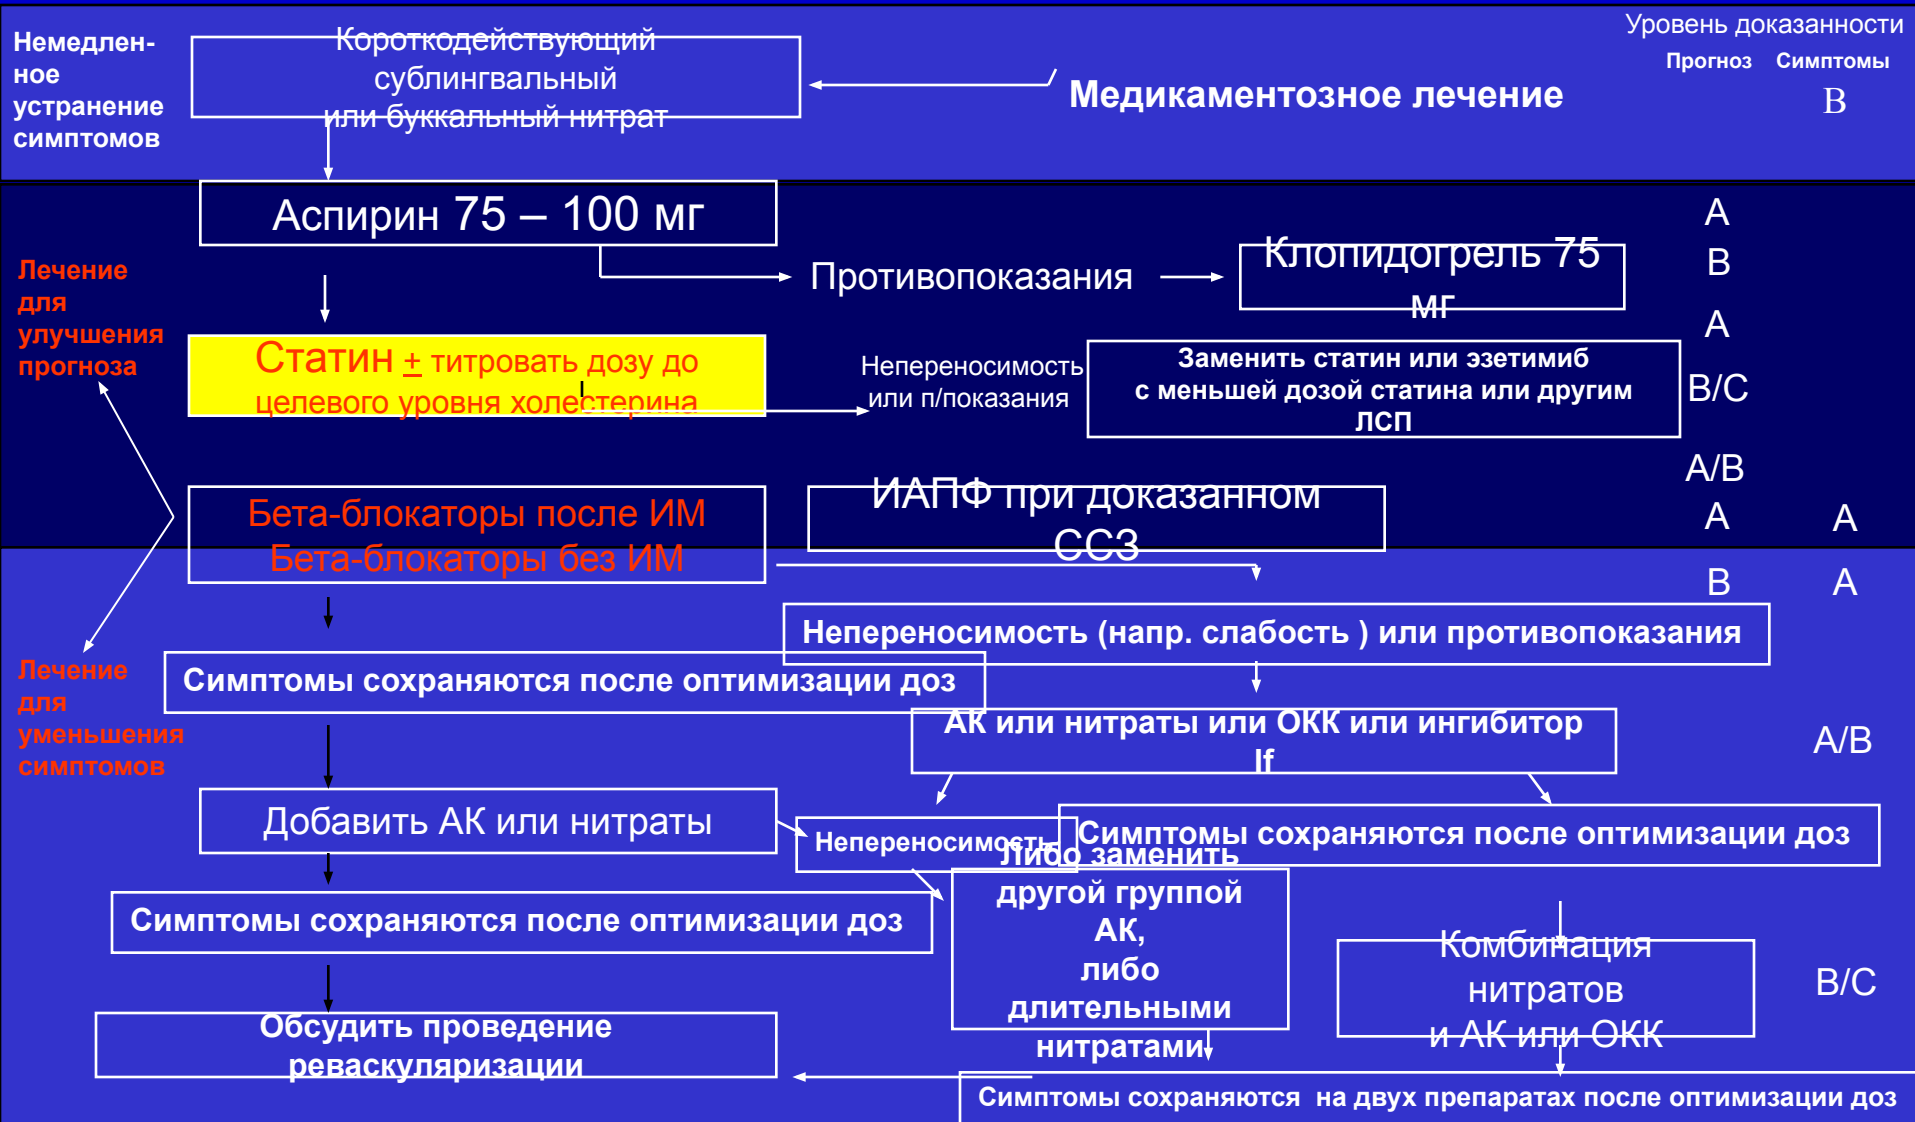 Немедлен-
ное
устранение
симптомов
Короткодействующий
сублингвальный
или буккальный нитрат
Медикаментозное лечение
Уровень доказанности
Прогноз Симптомы
B
Аспирин 75 – 100 мг
A
Противопоказания
Клопидогрель 75
мг
B
Лечение
для
улучшения
прогноза
A
Статин + титровать дозу до
целевого уровня холестерина
Непереносимость
или п/показания
Заменить статин или эзетимиб
с меньшей дозой статина или другим
ЛСП
B/C
A/B
Бета-блокаторы после ИМ
Бета-блокаторы без ИМ
ИАПФ при доказанном
ССЗ
A A
B A
Непереносимость (напр. слабость ) или противопоказания
Лечение
для
уменьшения
симптомов
Симптомы сохраняются после оптимизации доз
АК или нитраты или ОКК или ингибитор
If
A/B
Добавить АК или нитраты
Непереносимость
Симптомы сохраняются после оптимизации доз
Либо заменить
другой группой
АК,
либо
длительными
нитратами
Симптомы сохраняются после оптимизации доз
Комбинация
нитратов
и АК или ОКК
B/C
Обсудить проведение
реваскуляризации
Симптомы сохраняются на двух препаратах после оптимизации доз